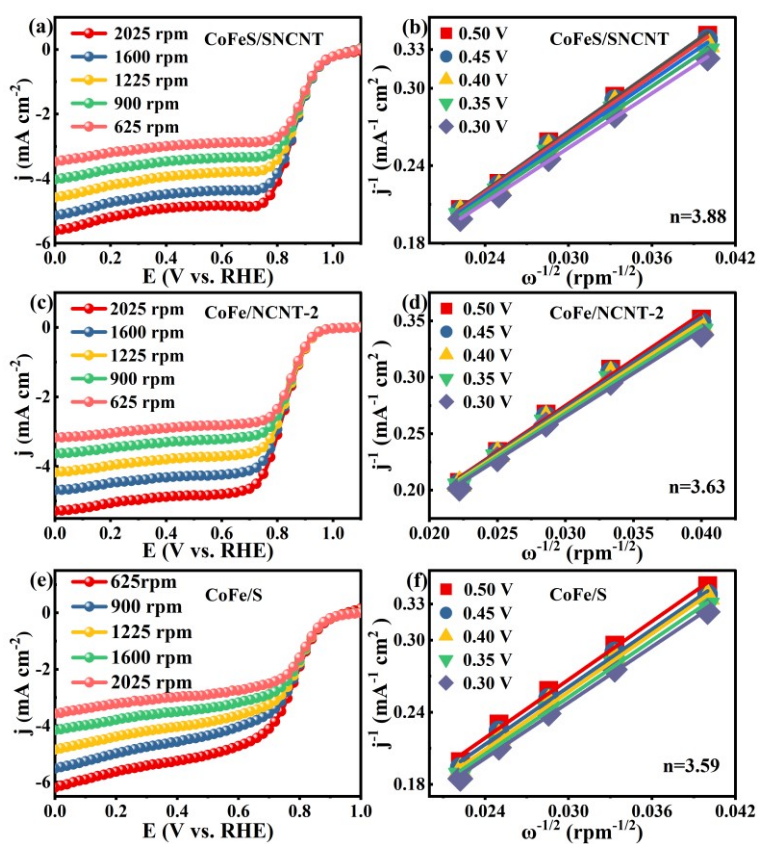 (a)
CoFeS/SNCNT
2025 rpm
1600 rpm
1225 rpm
900 rpm
625 rpm
0
-2
-4
-6
j (mA cm-2)
0.0 0.2 0.4 0.6 0.8 1.0
E (V vs. RHE)
(b)
CoFeS/SNCNT
0.50 V
0.45 V
0.40 V
0.35 V
0.30 V
0.33
0.30
0.24
0.18
j-1 (mA-1 cm2)
n=3.88
0.024 0.030 0.036 0.042
ω-1/2 (rpm-1/2)
(c)
CoFe/NCNT-2
2025 rpm
1600 rpm
1225 rpm
900 rpm
625 rpm
0
-2
-4
j (mA cm-2)
0.0 0.2 0.4 0.6 0.8 1.0
E (V vs. RHE)
(d)
CoFe/NCNT-2
0.50 V
0.45 V
0.40 V
0.35 V
0.30 V
0.35
0.30
0.25
0.20
j-1 (mA-1 cm2)
n=3.63
0.020 0.025 0.030 0.035 0.040
ω-1/2 (rpm-1/2)
(e)
CoFe/S
625rpm
900 rpm
1225 rpm
1600 rpm
2025 rpm
0
-2
-4
-6
j (mA cm-2)
0.0 0.2 0.4 0.6 0.8 1.0
E (V vs. RHE)
(f)
CoFe/S
0.50 V
0.45 V
0.40 V
0.35 V
0.30 V
0.33
0.30
0.24
0.18
j-1 (mA-1 cm2)
n=3.59
0.024 0.030 0.036 0.042
ω-1/2 (rpm-1/2)